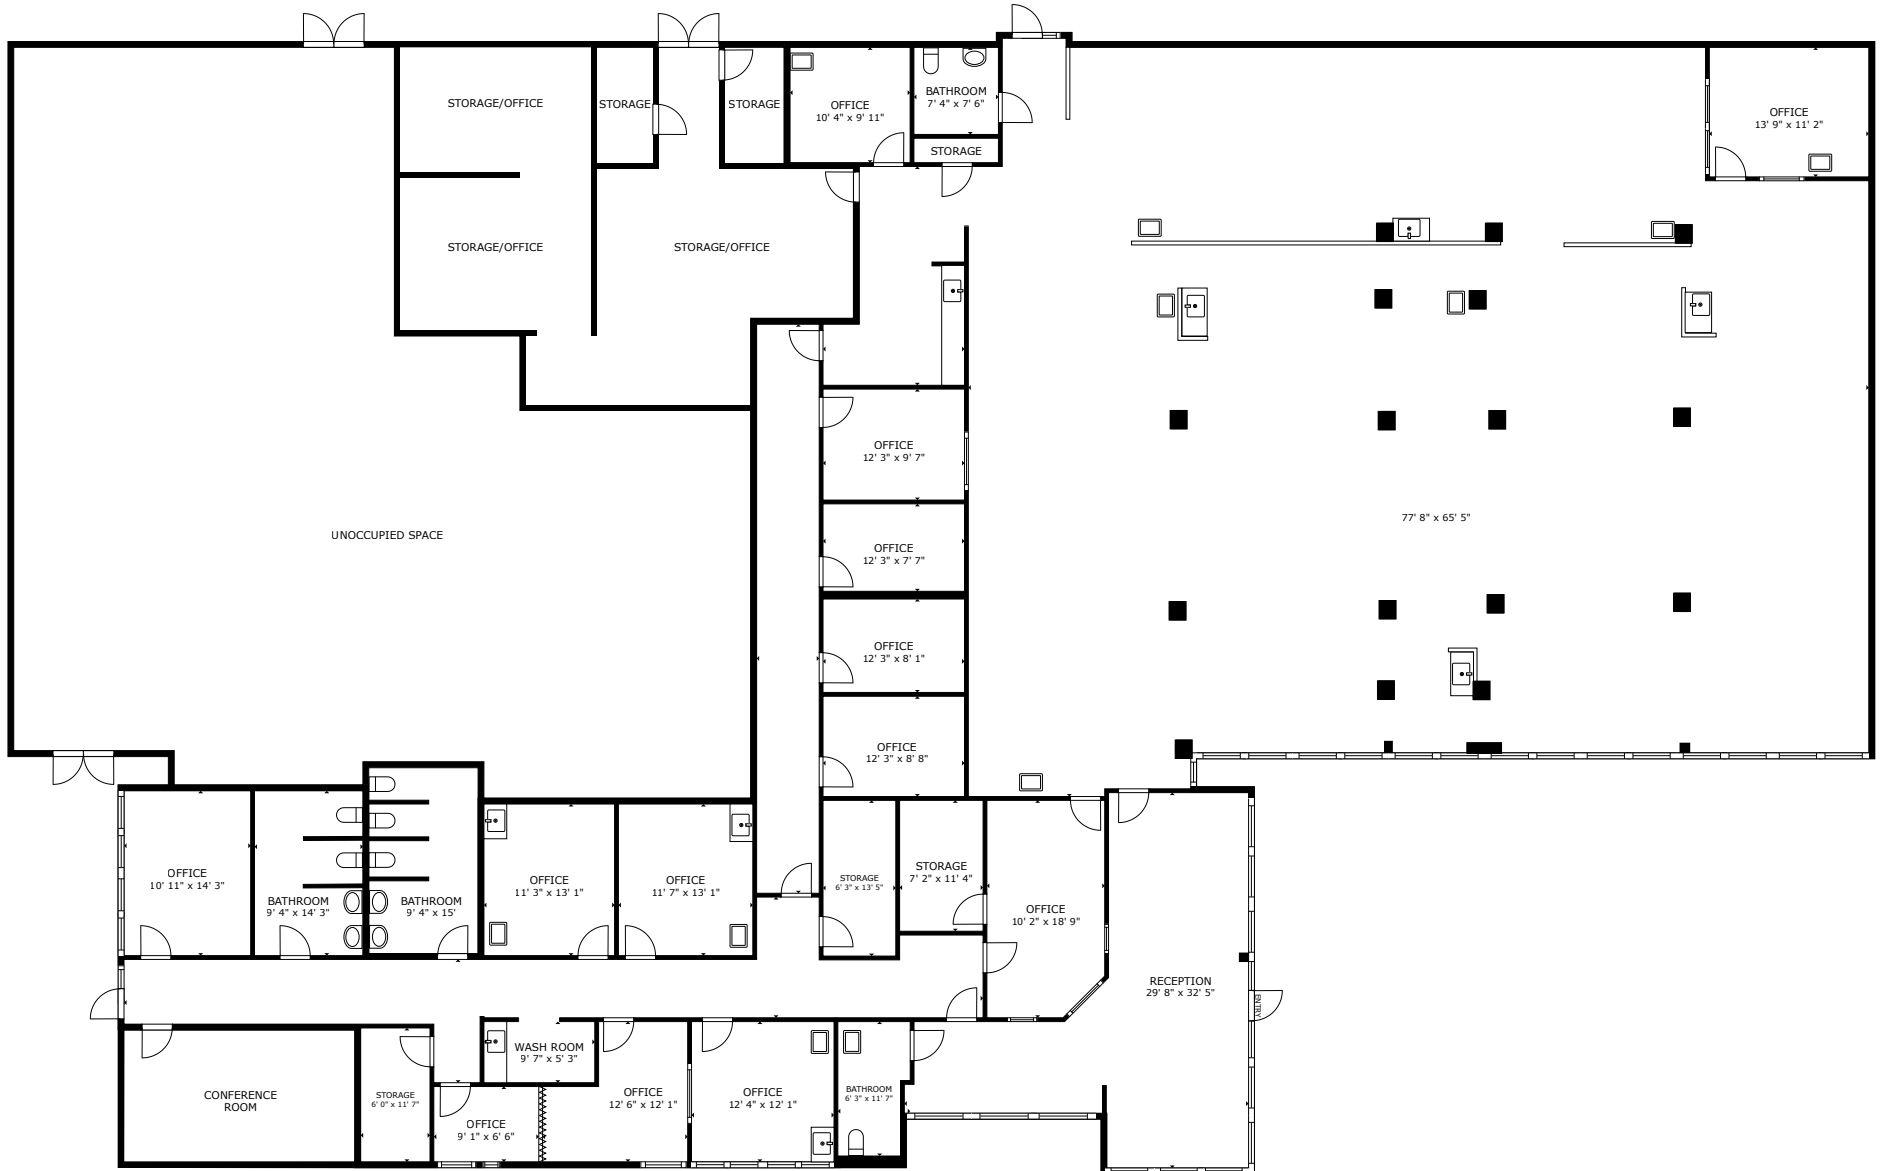 STORAGE/OFFICE
STORAGE
STORAGE
OFFICE
10' 4" x 9' 11"
BATHROOM
7' 4" x 7' 6"
STORAGE
OFFICE
13' 9" x 11' 2"
STORAGE/OFFICE
STORAGE/OFFICE
OFFICE
12' 3" x 9' 7"
UNOCCUPIED SPACE
77' 8" x 65' 5"
OFFICE
12' 3" x 7' 7"
OFFICE
12' 3" x 8' 1"
OFFICE
12' 3" x 8' 8"
OFFICE
10' 11" x 14' 3"
BATHROOM
9' 4" x 14' 3"
BATHROOM
9' 4" x 15'
OFFICE
11' 3" x 13' 1"
OFFICE
11' 7" x 13' 1"
STORAGE
6' 3" x 13' 5"
STORAGE
7' 2" x 11' 4"
OFFICE
10' 2" x 18' 9"
RECEPTION
29' 8" x 32' 5"
ENTRY
CONFERENCE
ROOM
STORAGE
6' 0" x 11' 7"
WASH ROOM
9' 7" x 5' 3"
OFFICE
9' 1" x 6' 6"
OFFICE
12' 6" x 12' 1"
OFFICE
12' 4" x 12' 1"
BATHROOM
6' 3" x 11' 7"